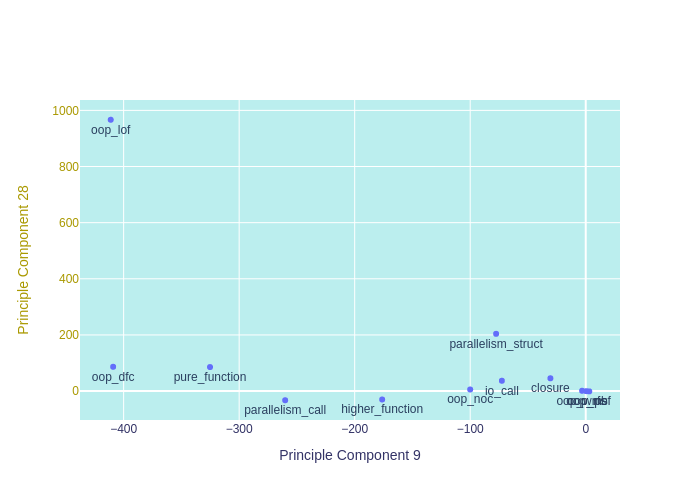 1000
800
600
400
200
0
Principle Component 28
oop_lof
parallelism_struct
oop_dfc
pure_function
parallelism_call
higher_function
oop_noc
io_call
closure
−400
−300
−200
−100
0
Principle Component 9